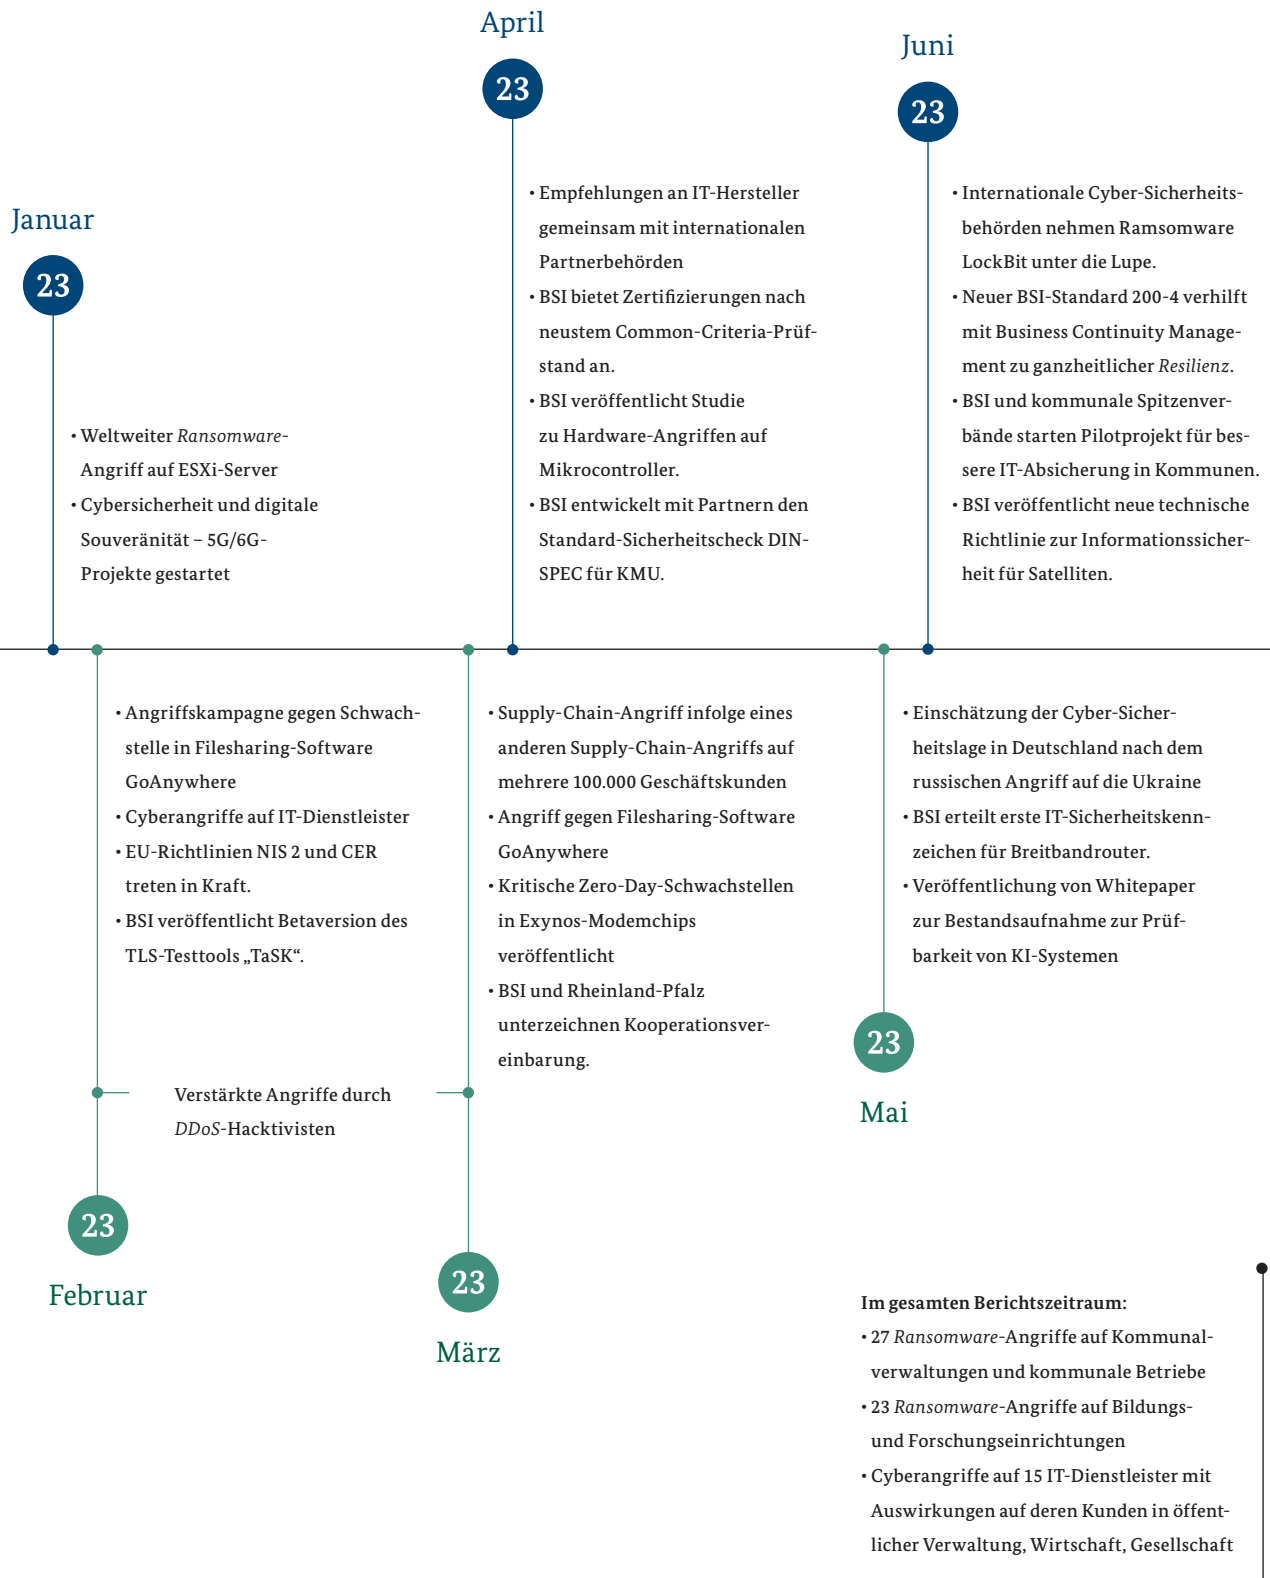 Januar
23
• Weltweiter Ransomware-
Angriff auf ESXi-Server
• Cybersicherheit und digitale
Souveränität – 5G/6G-
Projekte gestartet
April
23
• Empfehlungen an IT-Hersteller
gemeinsam mit internationalen
Partnerbehörden
• BSI bietet Zertifizierungen nach
neustem Common-Criteria-Prüf-
stand an.
• BSI veröffentlicht Studie
zu Hardware-Angriffen auf
Mikrocontroller.
• BSI entwickelt mit Partnern den
Standard-Sicherheitscheck DIN-
SPEC für KMU.
Juni
23
• Internationale Cyber-Sicherheits-
behörden nehmen Ramsomware
LockBit unter die Lupe.
• Neuer BSI-Standard 200-4 verhilft
mit Business Continuity Manage-
ment zu ganzheitlicher Resilienz.
• BSI und kommunale Spitzenver-
bände starten Pilotprojekt für bes-
sere IT-Absicherung in Kommunen.
• BSI veröffentlicht neue technische
Richtlinie zur Informationssicher-
heit für Satelliten.
• Angriffskampagne gegen Schwach-
stelle in Filesharing-Software
GoAnywhere
• Cyberangriffe auf IT-Dienstleister
• EU-Richtlinien NIS 2 und CER
treten in Kraft.
• BSI veröffentlicht Betaversion des
TLS-Testtools „TaSK“.
Verstärkte Angriffe durch
DDoS-Hacktivisten
23
Februar
• Supply-Chain-Angriff infolge eines
anderen Supply-Chain-Angriffs auf
mehrere 100.000 Geschäftskunden
• Angriff gegen Filesharing-Software
GoAnywhere
• Kritische Zero-Day-Schwachstellen
in Exynos-Modemchips
veröffentlicht
• BSI und Rheinland-Pfalz
unterzeichnen Kooperationsver-
einbarung.
23
März
• Einschätzung der Cyber-Sicher-
heitslage in Deutschland nach dem
russischen Angriff auf die Ukraine
• BSI erteilt erste IT-Sicherheitskenn-
zeichen für Breitbandrouter.
• Veröffentlichung von Whitepaper
zur Bestandsaufnahme zur Prüf-
barkeit von KI-Systemen
23
Mai
Im gesamten Berichtszeitraum:
• 27 Ransomware-Angriffe auf Kommunal-
verwaltungen und kommunale Betriebe
• 23 Ransomware-Angriffe auf Bildungs-
und Forschungseinrichtungen
• Cyberangriffe auf 15 IT-Dienstleister mit
Auswirkungen auf deren Kunden in öffent-
licher Verwaltung, Wirtschaft, Gesellschaft